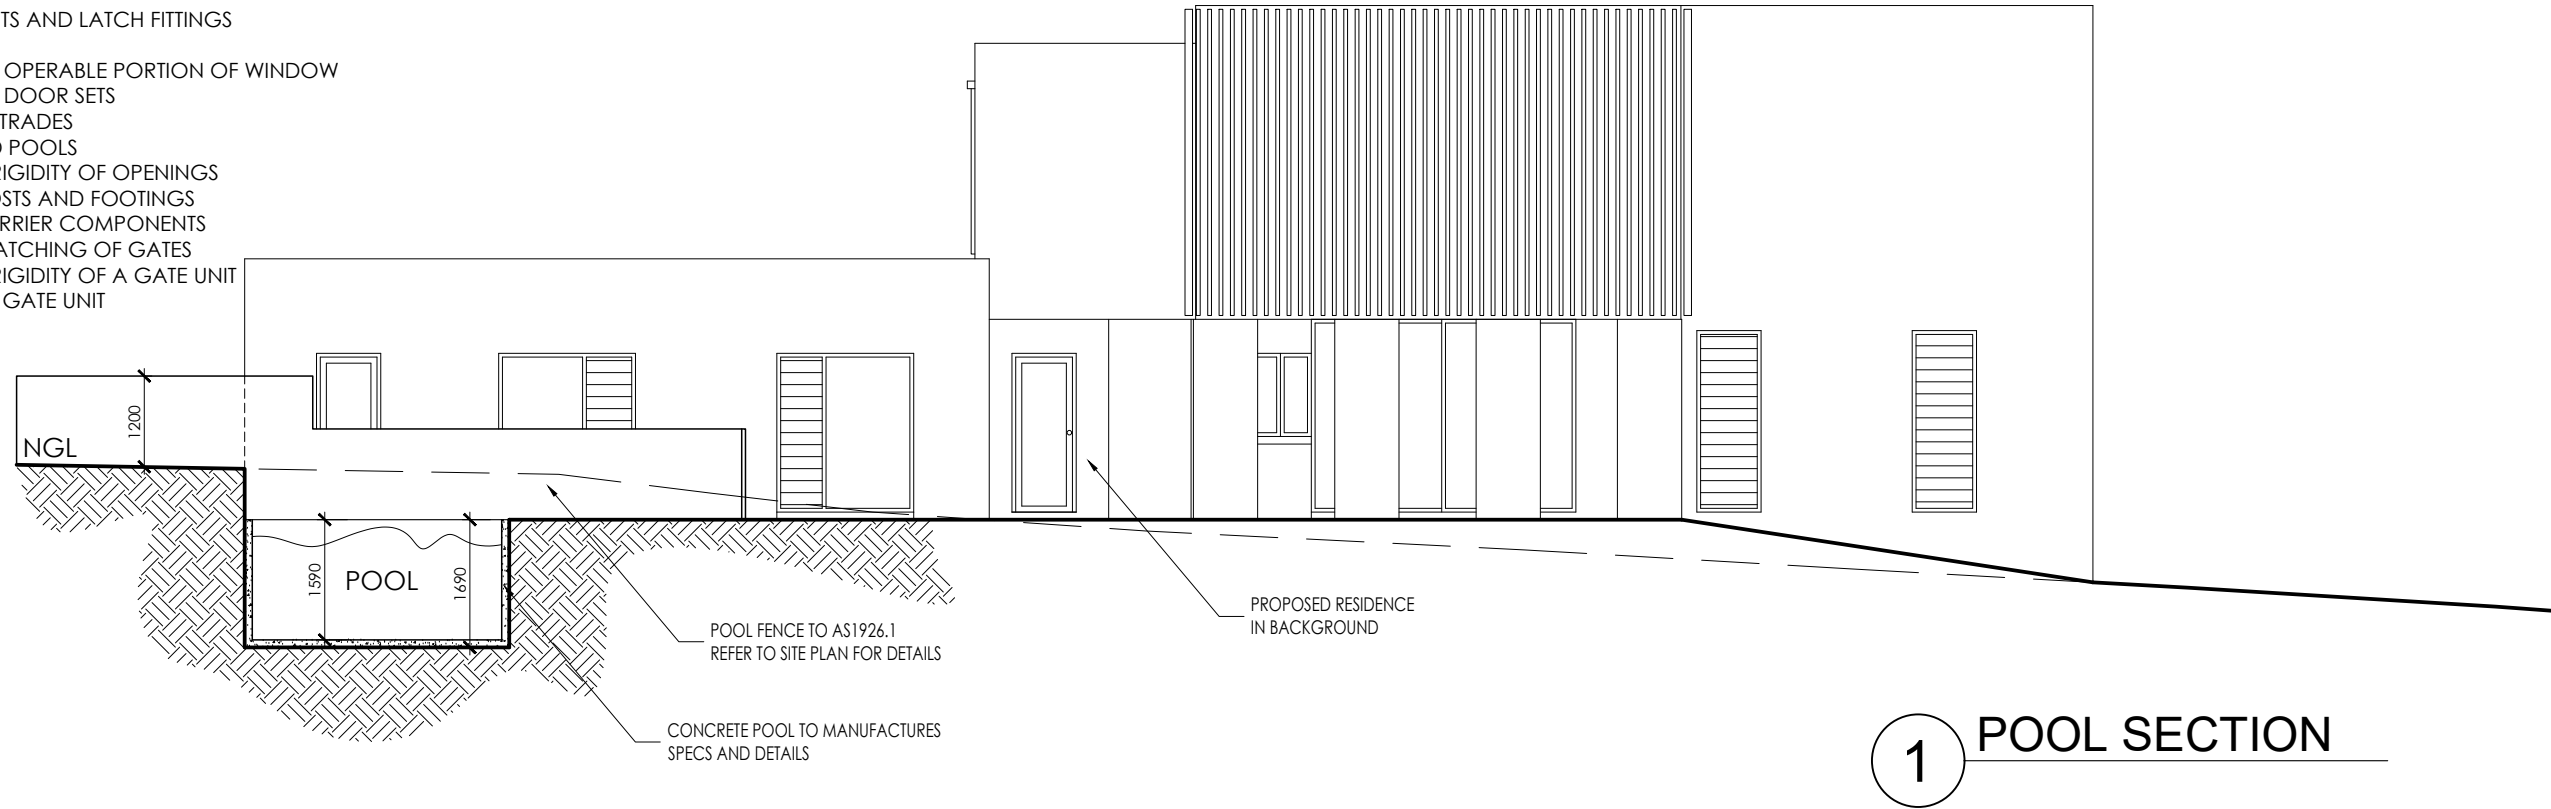 TS AND LATCH FITTINGS
OPERABLE PORTION OF WINDOW
DOOR SETS
TRADES
POOLS
RIGIDITY OF OPENINGS
OSTS AND FOOTINGS
RRIER COMPONENTS
ATCHING OF GATES
RIGIDITY OF A GATE UNIT
GATE UNIT
1200
NGL
1590
POOL
1690
POOL FENCE TO AS1926.1
REFER TO SITE PLAN FOR DETAILS
PROPOSED RESIDENCE
IN BACKGROUND
CONCRETE POOL TO MANUFACTURES
SPECS AND DETAILS
1 POOL SECTION